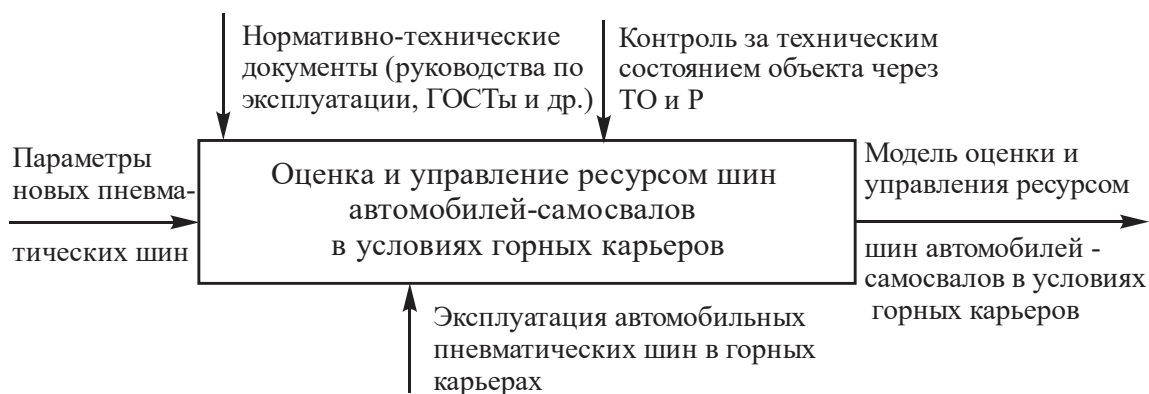 Нормативно-технические
документы (руководства по
эксплуатации, ГОСТы и др.)
Контроль за техническим
состоянием объекта через
ТО и Р
Параметры
новых пневма-
тических шин
Оценка и управление ресурсом шин
автомобилей-самосвалов
в условиях горных карьеров
Модель оценки и
управления ресурсом
шин автомобилей -
самосвалов в условиях
горных карьеров
Эксплуатация автомобильных
пневматических шин в горных
карьерах